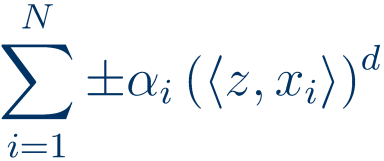 \sum_{i=1}^{N} \pm \alpha_i \left( \langle z, x_i \rangle \right)^d